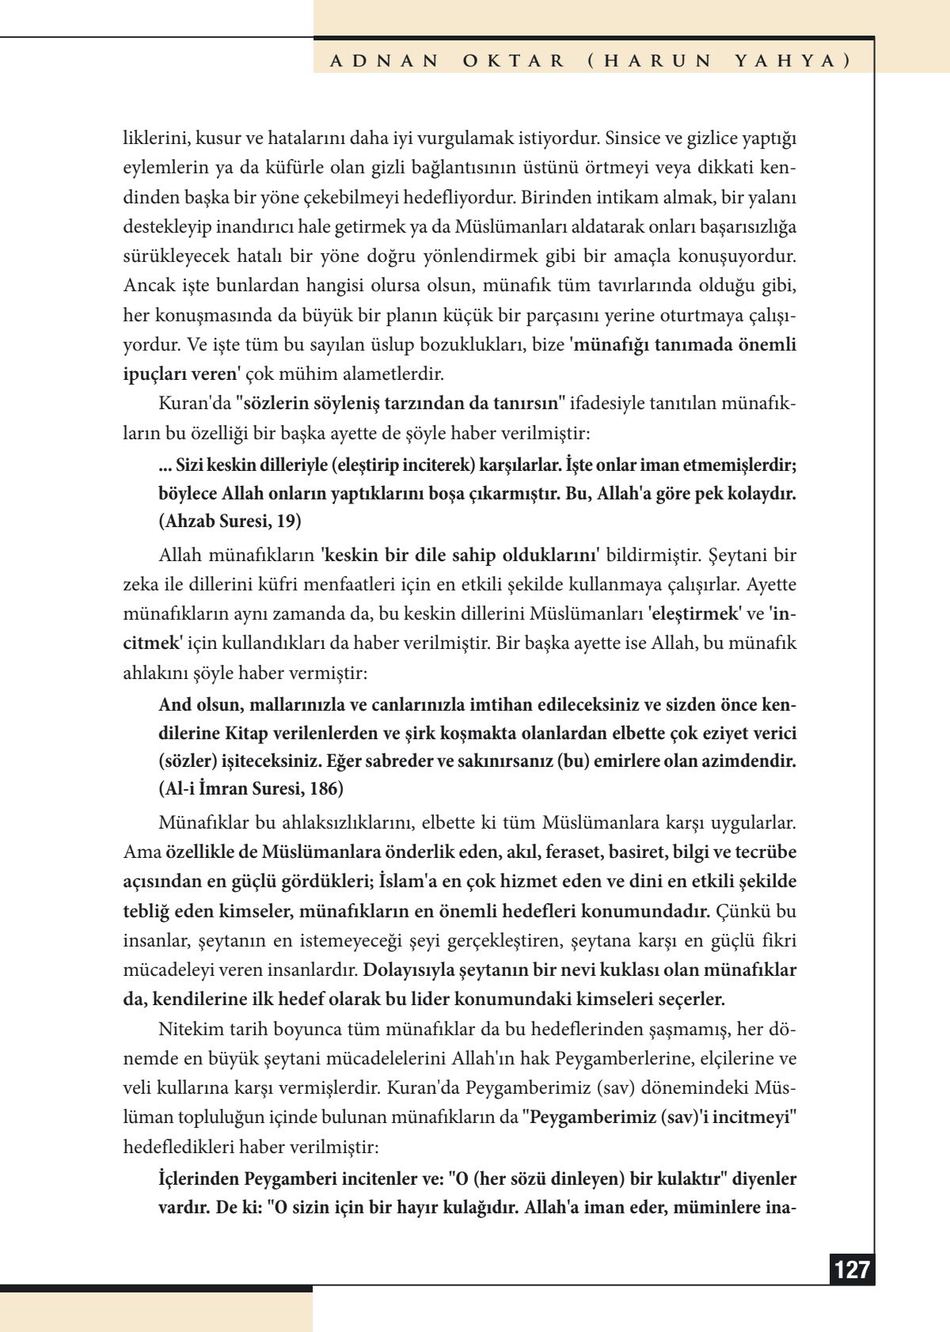 ADNAN OKTAR (HARUN YAHYA)
liklerini, kusur ve hatalarını daha iyi vurgulamak istiyordur. Sinsice ve gizlice yaptığı
eylemlerin ya da küfürle olan gizli bağlantısının üstünü örtmeyi veya dikkati ken-
dinden başka bir yöne çekebilmeyi hedefliyordur. Birinden intikam almak, bir yalanı
destekleyip inandırıcı hale getirmek ya da Müslümanları aldatarak onları başarısızlığa
sürükleyecek hatalı bir yöne doğru yönlendirmek gibi bir amaçla konuşuyordur.
Ancak işte bunlardan hangisi olursa olsun, münafık tüm tavırlarında olduğu gibi,
her konuşmasında da büyük bir planın küçük bir parçasını yerine oturtmaya çalışı-
yordur. Ve işte tüm bu sayılan üslup bozuklukları, bize 'münafığı tanımada önemli
ipuçları veren' çok mühim alametlerdir.
Kuran'da "sözlerin söyleniş tarzından da tanırsın" ifadesiyle tanıtılan münafık-
ların bu özelliği bir başka ayette de şöyle haber verilmiştir:
... Sizi keskin dilleriyle (eleştirip inciterek) karşılarlar. İşte onlar iman etmemişlerdir;
böylece Allah onların yaptıklarını boşa çıkarmıştır. Bu, Allah'a göre pek kolaydır.
(Ahzab Suresi, 19)
Allah münafıkların 'keskin bir dile sahip olduklarını' bildirmiştir. Şeytani bir
zeka ile dillerini küfri menfaatleri için en etkili şekilde kullanmaya çalışırlar. Ayette
münafıkların aynı zamanda da, bu keskin dillerini Müslümanları 'eleştirmek' ve 'in-
citmek' için kullandıkları da haber verilmiştir. Bir başka ayette ise Allah, bu münafık
ahlakını şöyle haber vermiştir:
And olsun, mallarınızla ve canlarınızla imtihan edileceksiniz ve sizden önce ken-
dilerine Kitap verilenlerden ve şirk koşmakta olanlardan elbette çok eziyet verici
(sözler) işiteceksiniz. Eğer sabreder ve sakınırsanız (bu) emirlere olan azimdendir.
(Al-i İmran Suresi, 186)
Münafıklar bu ahlaksızlıklarını, elbette ki tüm Müslümanlara karşı uygularlar.
Ama özellikle de Müslümanlara önderlik eden, akıl, feraset, basiret, bilgi ve tecrübe
açısından en güçlü gördükleri; İslam'a en çok hizmet eden ve dini en etkili şekilde
tebliğ eden kimseler, münafıkların en önemli hedefleri konumundadır. Çünkü bu
insanlar, şeytanın en istemeyeceği şeyi gerçekleştiren, şeytana karşı en güçlü fikri
mücadeleyi veren insanlardır. Dolayısıyla şeytanın bir nevi kuklası olan münafıklar
da, kendilerine ilk hedef olarak bu lider konumundaki kimseleri seçerler.
Nitekim tarih boyunca tüm münafıklar da bu hedeflerinden şaşmamış, her dö-
nemde en büyük şeytani mücadelelerini Allah'ın hak Peygamberlerine, elçilerine ve
veli kullarına karşı vermişlerdir. Kuran'da Peygamberimiz (sav) dönemindeki Müs-
lüman topluluğun içinde bulunan münafıkların da "Peygamberimiz (sav)'i incitmeyi"
hedefledikleri haber verilmiştir:
İçlerinden Peygamberi incitenler ve: "O (her sözü dinleyen) bir kulaktır" diyenler
vardır. De ki: "O sizin için bir hayır kulağıdır. Allah'a iman eder, müminlere ina-
127